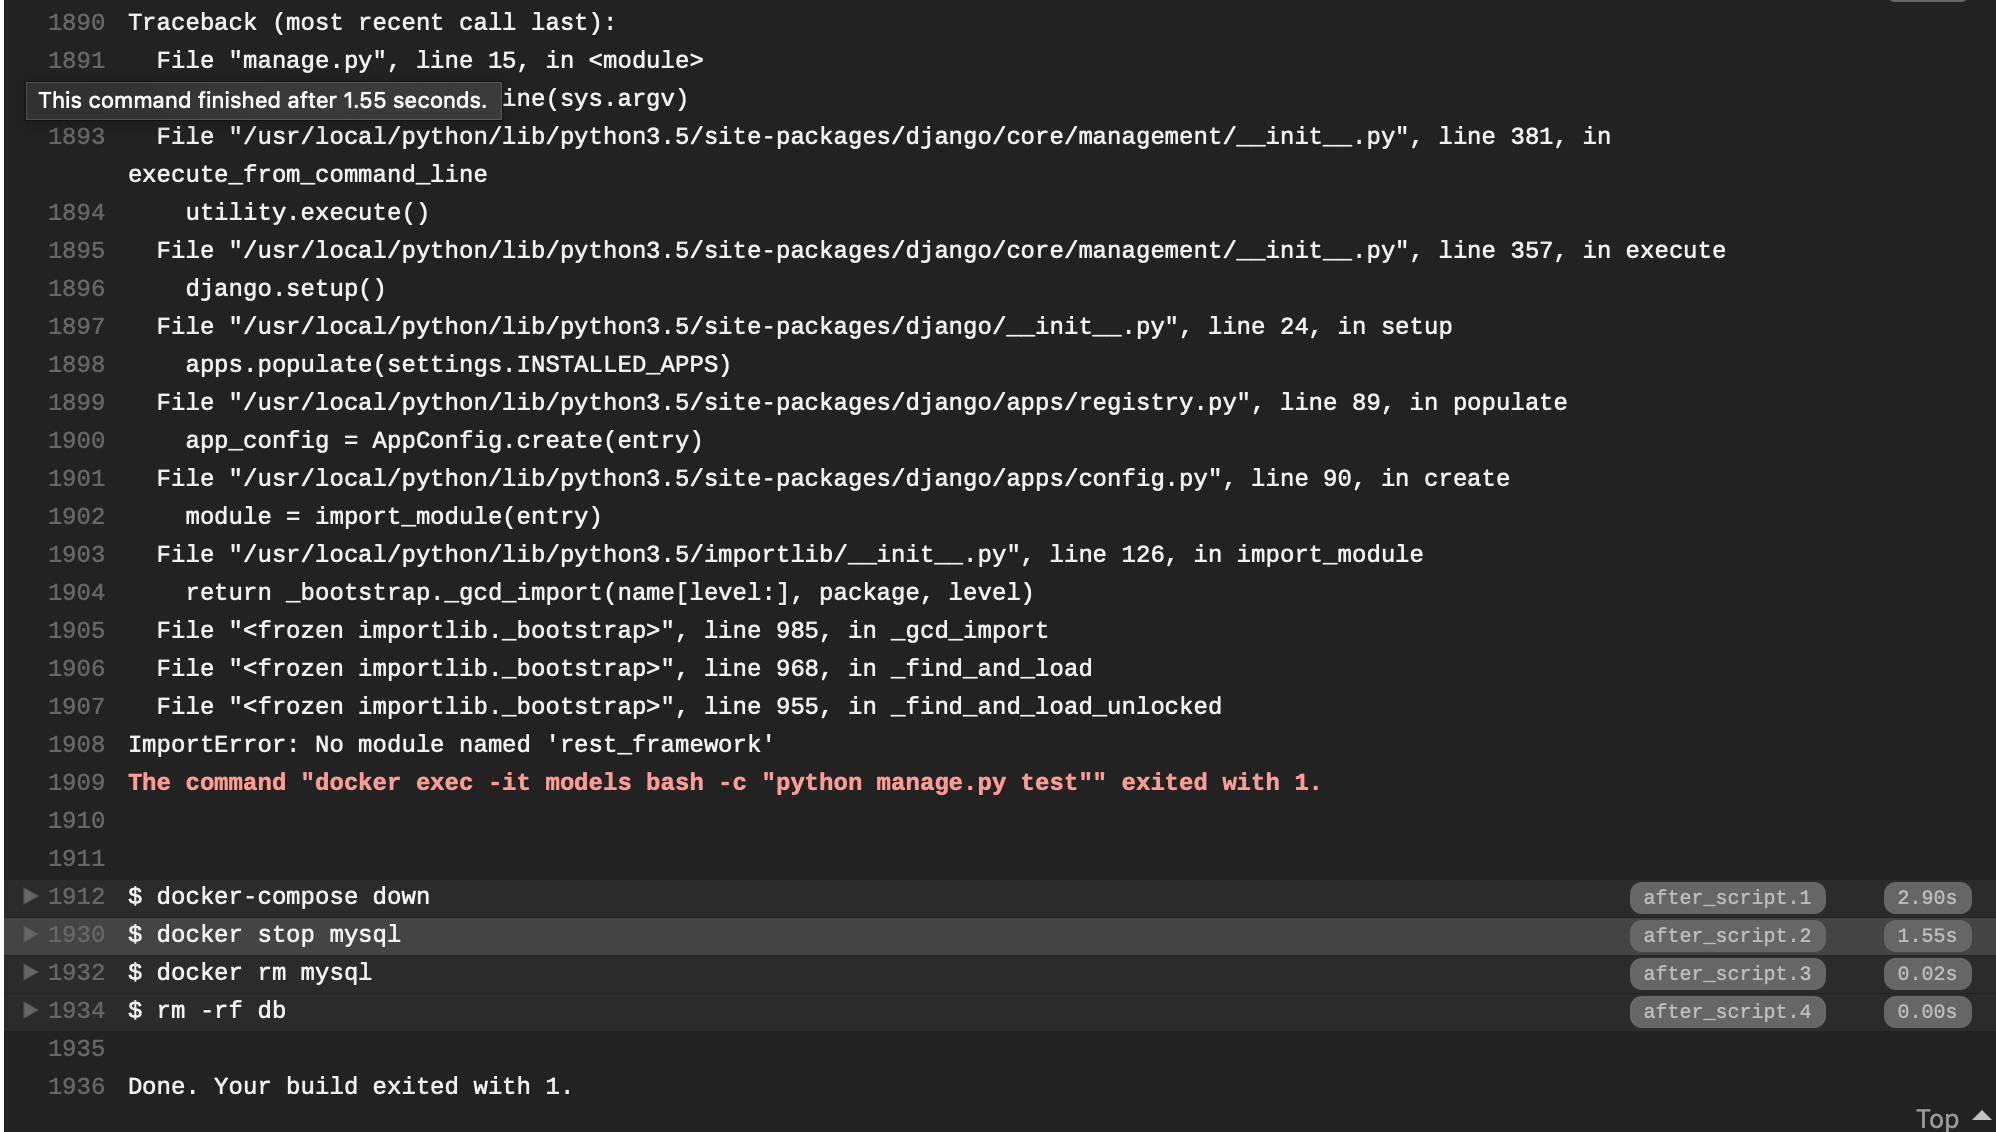 1890 Traceback (most recent call last):
1891   File "manage.py", line 15, in <module>
This command finished after 1.55 seconds. ine(sys.argv)
1893   File "/usr/local/python/lib/python3.5/site-packages/django/core/management/__init__.py", line 381, in
execute_from_command_line
1894     utility.execute()
1895   File "/usr/local/python/lib/python3.5/site-packages/django/core/management/__init__.py", line 357, in execute
1896     django.setup()
1897   File "/usr/local/python/lib/python3.5/site-packages/django/__init__.py", line 24, in setup
1898     apps.populate(settings.INSTALLED_APPS)
1899   File "/usr/local/python/lib/python3.5/site-packages/django/apps/registry.py", line 89, in populate
1900     app_config = AppConfig.create(entry)
1901   File "/usr/local/python/lib/python3.5/site-packages/django/apps/config.py", line 90, in create
1902     module = import_module(entry)
1903   File "/usr/local/python/lib/python3.5/importlib/__init__.py", line 126, in import_module
1904     return _bootstrap._gcd_import(name[level:], package, level)
1905   File "<frozen importlib._bootstrap>", line 985, in _gcd_import
1906   File "<frozen importlib._bootstrap>", line 968, in _find_and_load
1907   File "<frozen importlib._bootstrap>", line 955, in _find_and_load_unlocked
1908 ImportError: No module named 'rest_framework'
1909 The command "docker exec -it models bash -c "python manage.py test"" exited with 1.
1910
1911
1912 $ docker-compose down after_script.1 2.90s
1930 $ docker stop mysql after_script.2 1.55s
1932 $ docker rm mysql after_script.3 0.02s
1934 $ rm -rf db after_script.4 0.00s
1935
1936 Done. Your build exited with 1.
Top